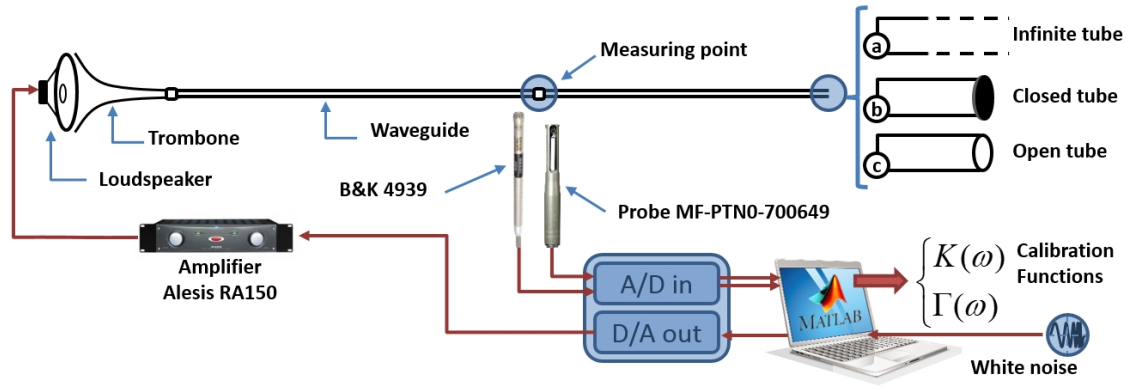 Measuring point
Infinite tube
a
Closed tube
b
Open tube
c
Trombone
Waveguide
Loudspeaker
B&K 4939
Probe MF-PTN0-700649
Amplifier
Alesis RA150
A/D in
D/A out
MATLAB
K(ω)
Γ(ω)
Calibration
Functions
White noise